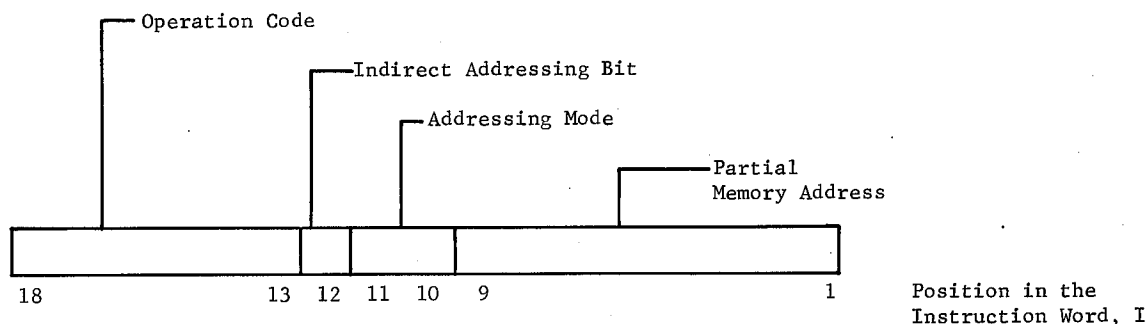 Operation Code
Indirect Addressing Bit
Addressing Mode
Partial
Memory Address
18 13 12 11 10 9 1
Position in the
Instruction Word, I